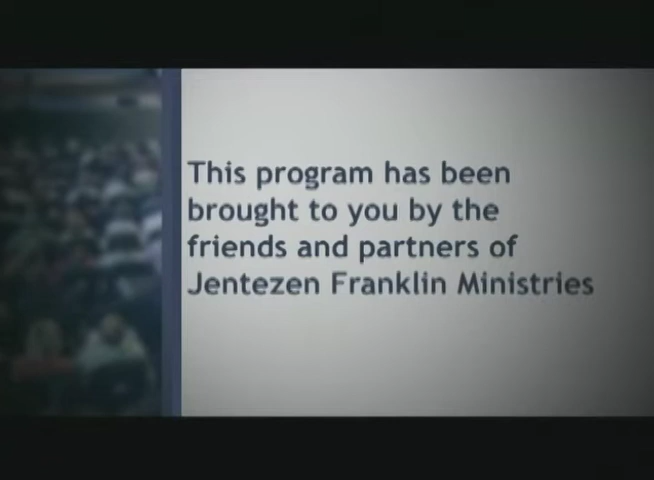 This program has been
brought to you by the
friends and partners of
Jentezen Franklin Ministries